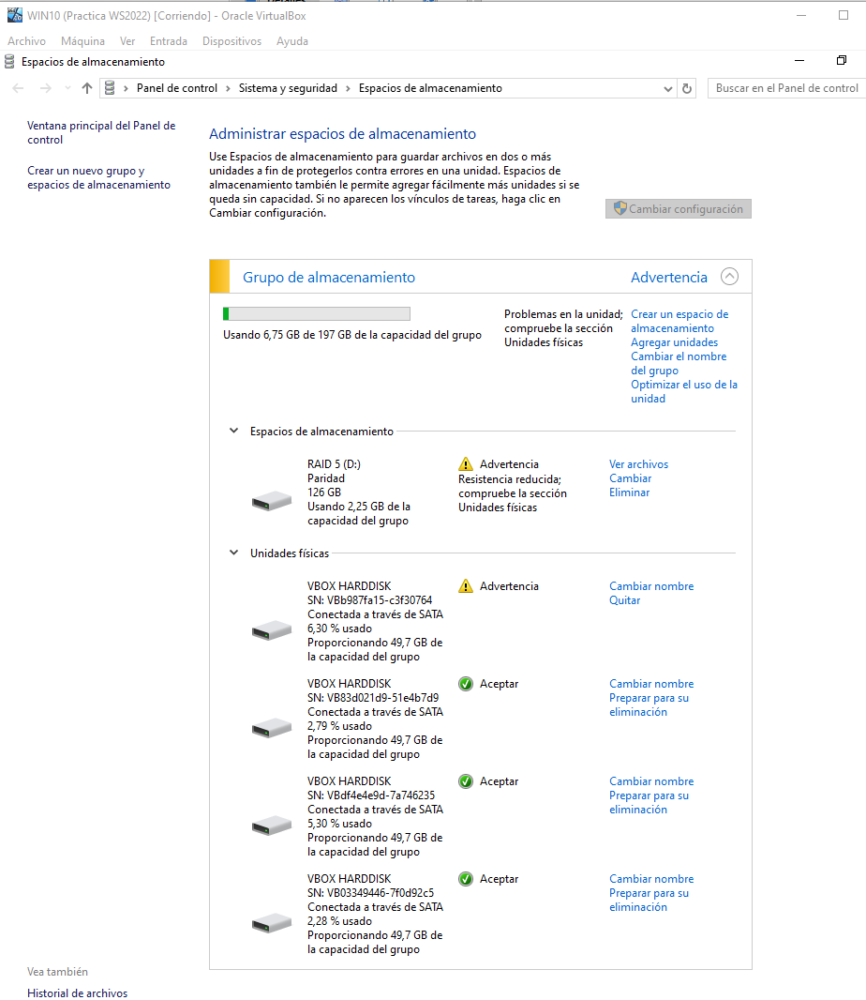 WIN10 (Practica WS2022) [Corriendo] - Oracle VirtualBox
Archivo Máquina Ver Entrada Dispositivos Ayuda
Espacios de almacenamiento
Panel de control > Sistema y seguridad > Espacios de almacenamiento
Buscar en el Panel de control
Ventana principal del Panel de
control
Crear un nuevo grupo y
espacios de almacenamiento
Administrar espacios de almacenamiento
Use Espacios de almacenamiento para guardar archivos en dos o más
unidades a fin de protegerlos contra errores en una unidad. Espacios de
almacenamiento también le permite agregar fácilmente más unidades si se
queda sin capacidad. Si no aparecen los vínculos de tareas, haga clic en
Cambiar configuración.
Cambiar configuración
Grupo de almacenamiento
Advertencia
Usando 6,75 GB de 197 GB de la capacidad del grupo
Problemas en la unidad;
compruebe la sección
Unidades físicas
Crear un espacio de
almacenamiento
Agregar unidades
Cambiar el nombre
del grupo
Optimizar el uso de la
unidad
Espacios de almacenamiento
RAID 5 (D:)
Paridad
126 GB
Usando 2,25 GB de la
capacidad del grupo
Advertencia
Resistencia reducida;
compruebe la sección
Unidades físicas
Ver archivos
Cambiar
Eliminar
Unidades físicas
VBOX HARDDISK
SN: VBb987fa15-c3f30764
Conectada a través de SATA
6,30 % usado
Proporcionando 49,7 GB de
la capacidad del grupo
Advertencia
Cambiar nombre
Quitar
VBOX HARDDISK
SN: VB83d021d9-51e4b7d9
Conectada a través de SATA
2,79 % usado
Proporcionando 49,7 GB de
la capacidad del grupo
Aceptar
Cambiar nombre
Preparar para su
eliminación
VBOX HARDDISK
SN: VBdf4e4e9d-7a746235
Conectada a través de SATA
5,30 % usado
Proporcionando 49,7 GB de
la capacidad del grupo
Aceptar
Cambiar nombre
Preparar para su
eliminación
VBOX HARDDISK
SN: VB03349446-7f0d92c5
Conectada a través de SATA
2,28 % usado
Proporcionando 49,7 GB de
la capacidad del grupo
Aceptar
Cambiar nombre
Preparar para su
eliminación
Vea también
Historial de archivos